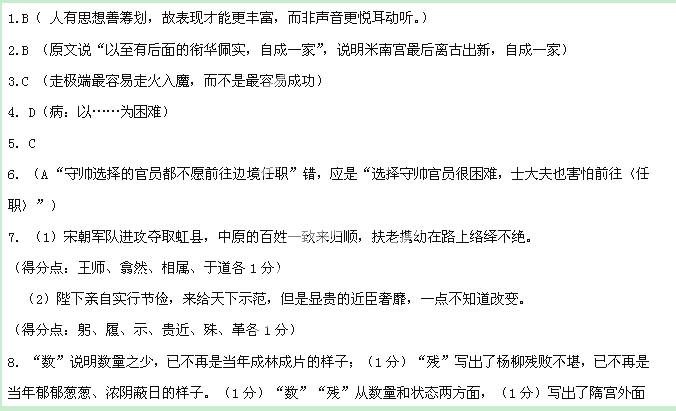 1.B（ 人有思想善筹划，故表现才能更丰富，而非声音更悦耳动听。）
2.B（原文说“以至有后面的衔华佩实，自成一家”，说明米南宫最后离古出新，自成一家）
3.C （走极端最容易走火入魔，而不是最容易成功）
4. D（病：以……为困难）
5. C
6. （A“守帅选择的官员都不愿前往边境任职”错，应是“选择守帅官员很困难，士大夫也害怕前往（任
职）”）
7. （1）宋朝军队进攻夺取虹县，中原的百姓一致来归顺，扶老携幼在路上络绎不绝。
（得分点：王师、翕然、相属、于道各1分）
（2）陛下亲自实行节俭，来给天下示范，但是显贵的近臣奢靡，一点不知道改变。
（得分点：躬、履、示、贵近、殊、革各1分）
8. “数”说明数量之少，已不再是当年成林成片的样子；（1分）“残”写出了杨柳残败不堪，已不再是
当年郁郁葱葱、浓阴蔽日的样子。（1分）“数”“残”从数量和状态两方面，（1分）写出了隋宫外面